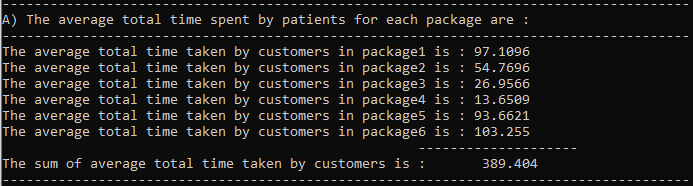 A) The average total time spent by patients for each package are :
The average total time taken by customers in package1 is : 97.1096
The average total time taken by customers in package2 is : 54.7696
The average total time taken by customers in package3 is : 26.9566
The average total time taken by customers in package4 is : 13.6509
The average total time taken by customers in package5 is : 93.6621
The average total time taken by customers in package6 is : 103.255
The sum of average total time taken by customers is : 389.404